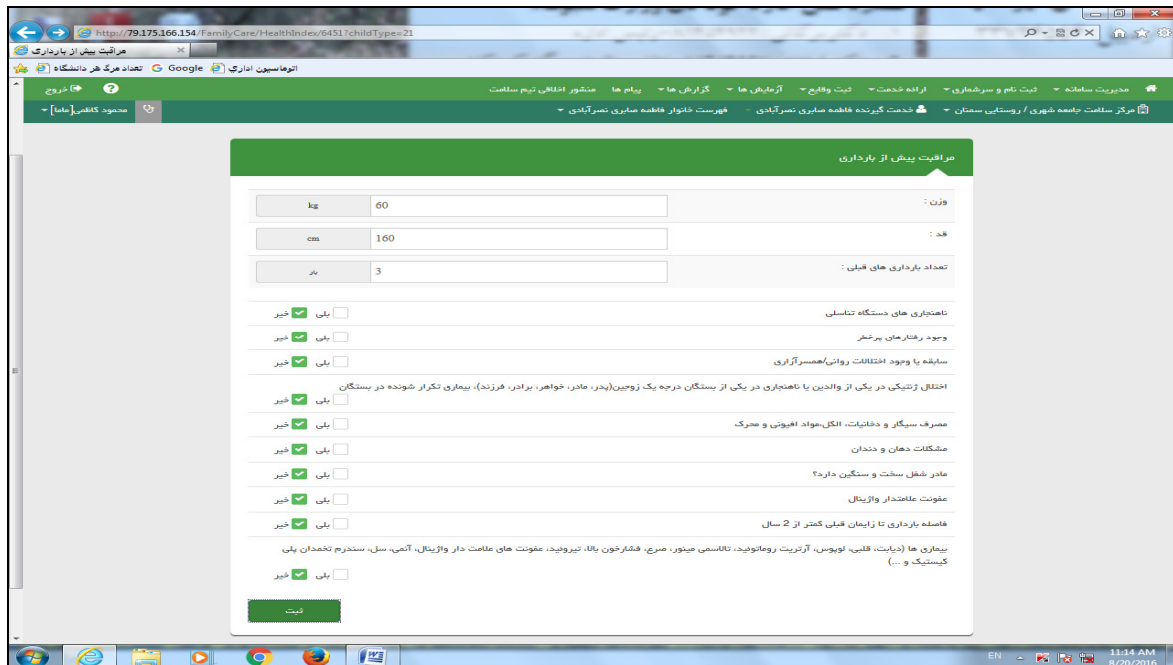 http://79.175.166.154/FamilyCare/HealthIndex/6451?childType=21
مراقبت پیش از بارداری
تعداد مرگ هر دانشگاه Google اتوماسیون اداری
مدیریت سامانه ثبت نام و سرشماری ارائه خدمت ثبت وقایع آزمایش ها گزارش ها پیام ها منشور اخلاقی تیم سلامت خروج
مرکز سلامت جامعه شهری / روستایی سمنان خدمت گیرنده فاطمه صابری نصرآبادی فهرست خانوار فاطمه صابری نصرآبادی محمود کاظمی[ماما]
مراقبت پیش از بارداری
وزن : 60 kg
قد : 160 cm
تعداد بارداری های قبلی : 3 بار
ناهنجاری های دستگاه تناسلی بلی خیر
وجود رفتارهای پرخطر بلی خیر
سابقه یا وجود اختلالات روانی/همسرآزاری بلی خیر
اختلال ژنتیکی در یکی از والدین یا ناهنجاری در یکی از بستگان درجه یک زوجین(پدر، مادر، خواهر، برادر، فرزند)، بیماری تکرار شونده در بستگان
بلی خیر
مصرف سیگار و دخانیات، الکل،مواد افیونی و محرک بلی خیر
مشکلات دهان و دندان بلی خیر
مادر شغل سخت و سنگین دارد؟ بلی خیر
عفونت علامتدار واژینال بلی خیر
فاصله بارداری تا زایمان قبلی کمتر از 2 سال بلی خیر
بیماری ها (دیابت، قلبی، لوپوس، آرتریت روماتوئید، تالاسمی مینور، صرع، فشارخون بالا، تیروئید، عفونت های علامت دار واژینال، آنمی، سل، سندرم تخمدان پلی
کیستیک و ...)
بلی خیر
ثبت
EN 11:14 AM
8/20/2016